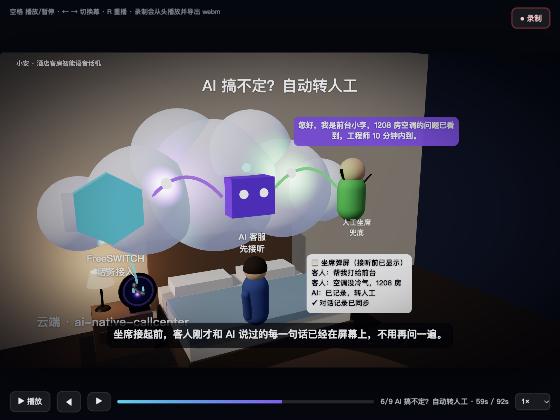 空格 播放/暂停 · ← → 切换幕 · R 重播 · 录制会从头播放并导出 webm
● 录制
小安 · 酒店客房智能语音话机
AI 搞不定？自动转人工
您好，我是前台小李，1208 房空调的问题已看
到，工程师 10 分钟内到。
人工坐席
兜底
AI 客服
先接听
FreeSWITCH
接入
坐席弹屏（接听前已显示）
客人：帮我打给前台
客人：空调没冷气，1208 房
AI：已记录，转人工
✓ 对话记录已同步
云端 · ai-native-callcenter
坐席接起前，客人刚才和 AI 说过的每一句话已经在屏幕上，不用再问一遍。
▶ 播放
6/9 AI 搞不定？自动转人工 · 59s / 92s
1×